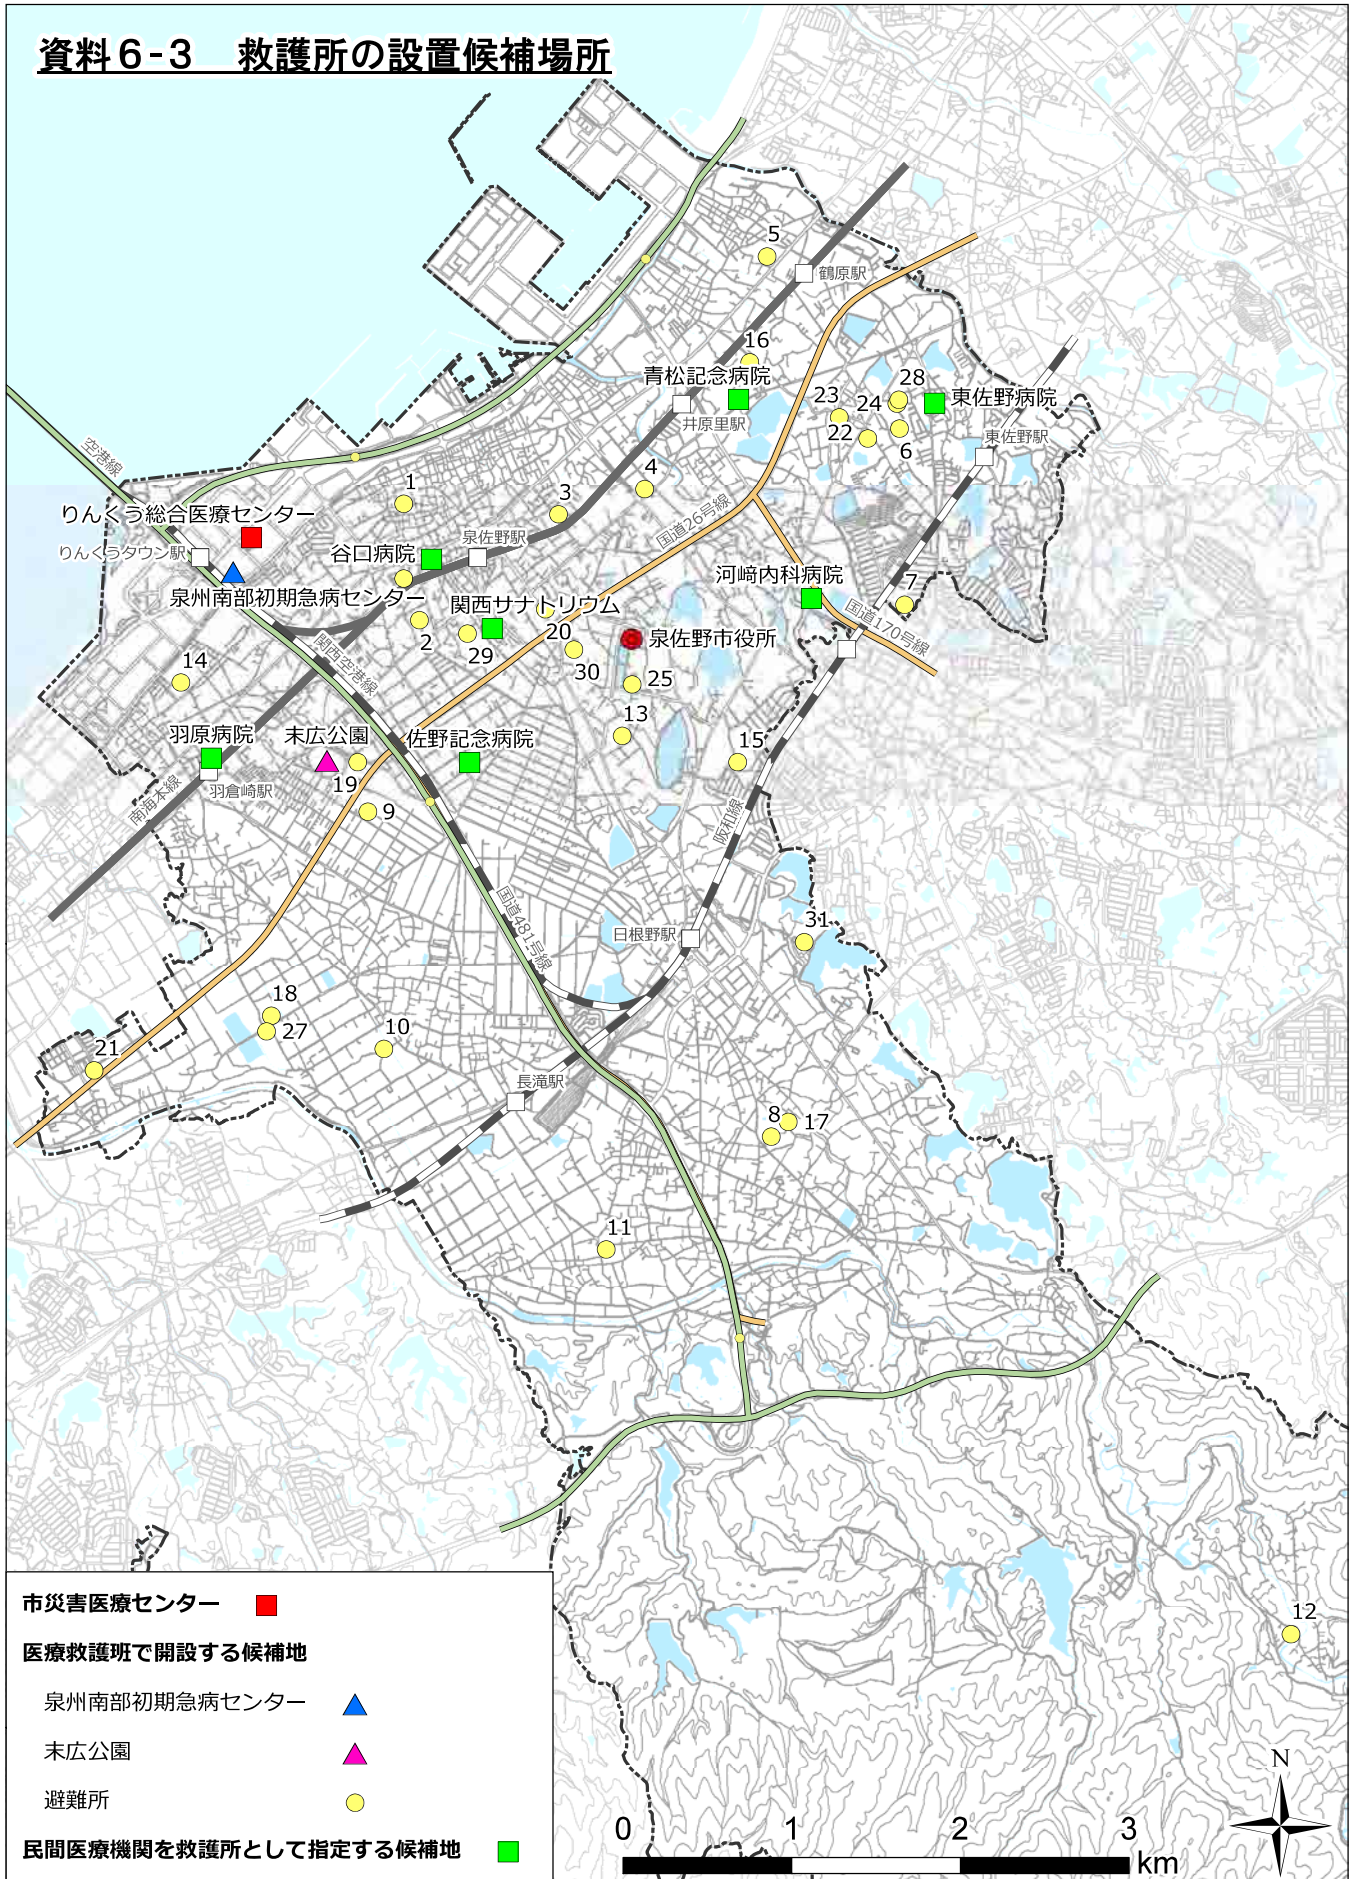 資料6-3　救護所の設置候補場所
5
鶴原駅
16
青松記念病院
井原里駅
23
24
28
22
6
東佐野病院
東佐野駅
空港線
1
3
4
国道26号線
りんくう総合医療センター
りんくうタウン駅
谷口病院
泉佐野駅
泉州南部初期急病センター
河﨑内科病院
7
国道170号線
関西サナトリウム
2
29
20
30
泉佐野市役所
25
関西空港線
14
13
15
羽原病院
末広公園
佐野記念病院
19
羽倉崎駅
南海本線
9
阪和線
国道481号線
日根野駅
31
18
27
10
21
長滝駅
8
17
11
12
市災害医療センター
医療救護班で開設する候補地
泉州南部初期急病センター
末広公園
避難所
民間医療機関を救護所として指定する候補地
N
0 1 2 3
km